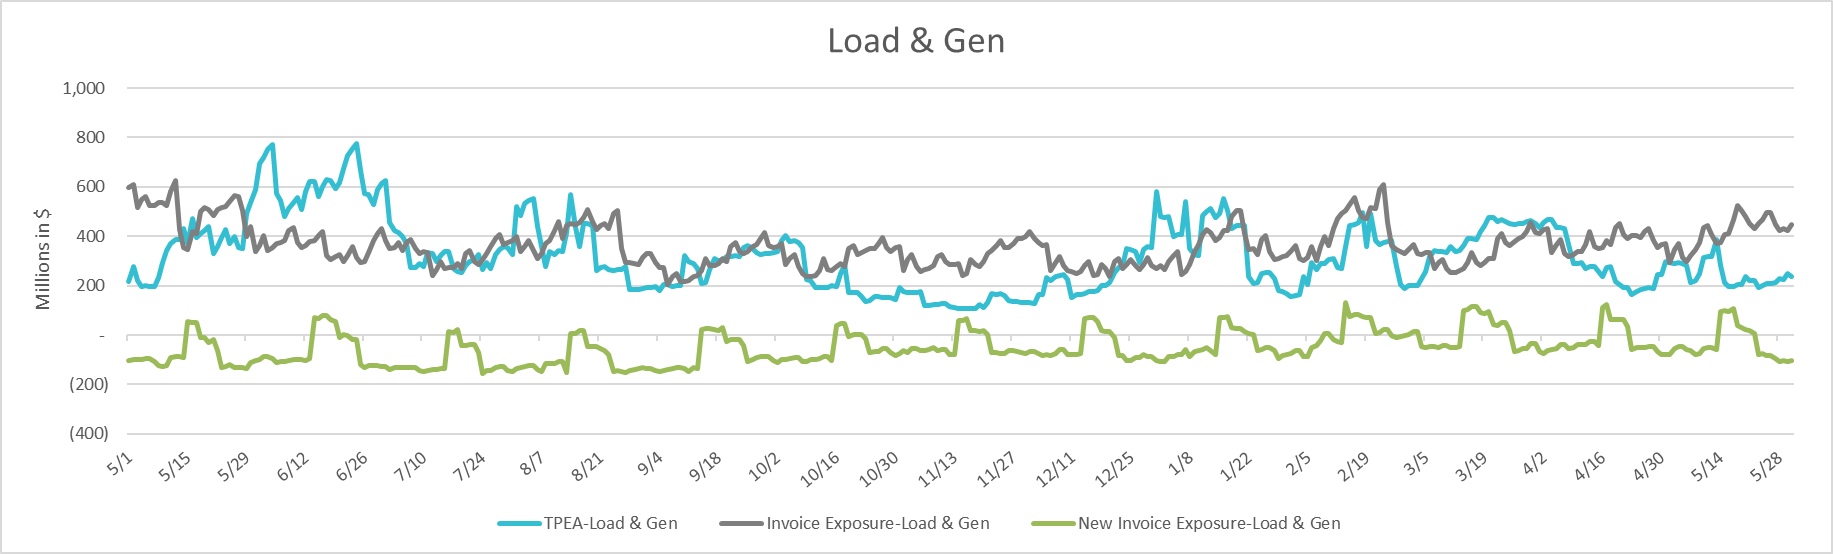 Load & Gen
Millions in $
1,000
800
600
400
200
-
(200)
(400)
5/1 5/15 5/29 6/12 6/26 7/10 7/24 8/7 8/21 9/4 9/18 10/2 10/16 10/30 11/13 11/27 12/11 12/25 1/8 1/22 2/5 2/19 3/5 3/19 4/2 4/16 4/30 5/14 5/28
TPEA-Load & Gen Invoice Exposure-Load & Gen New Invoice Exposure-Load & Gen